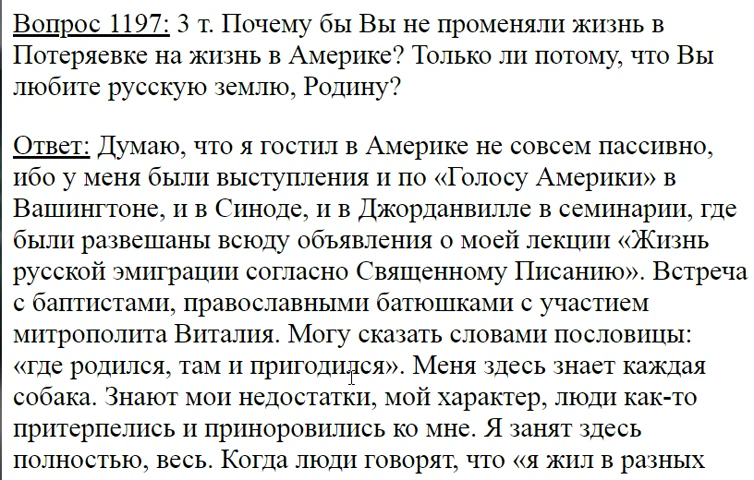 Вопрос 1197: 3 т. Почему бы Вы не променяли жизнь в
Потеряевке на жизнь в Америке? Только ли потому, что Вы
любите русскую землю, Родину?
Ответ: Думаю, что я гостил в Америке не совсем пассивно,
ибо у меня были выступления и по «Голосу Америки» в
Вашингтоне, и в Синоде, и в Джорданвилле в семинарии, где
были развешаны всюду объявления о моей лекции «Жизнь
русской эмиграции согласно Священному Писанию». Встреча
с баптистами, православными батюшками с участием
митрополита Виталия. Могу сказать словами пословицы:
«где родился, там и пригодился». Меня здесь знает каждая
собака. Знают мои недостатки, мой характер, люди как-то
притерпелись и приноровились ко мне. Я занят здесь
полностью, весь. Когда люди говорят, что «я жил в разных